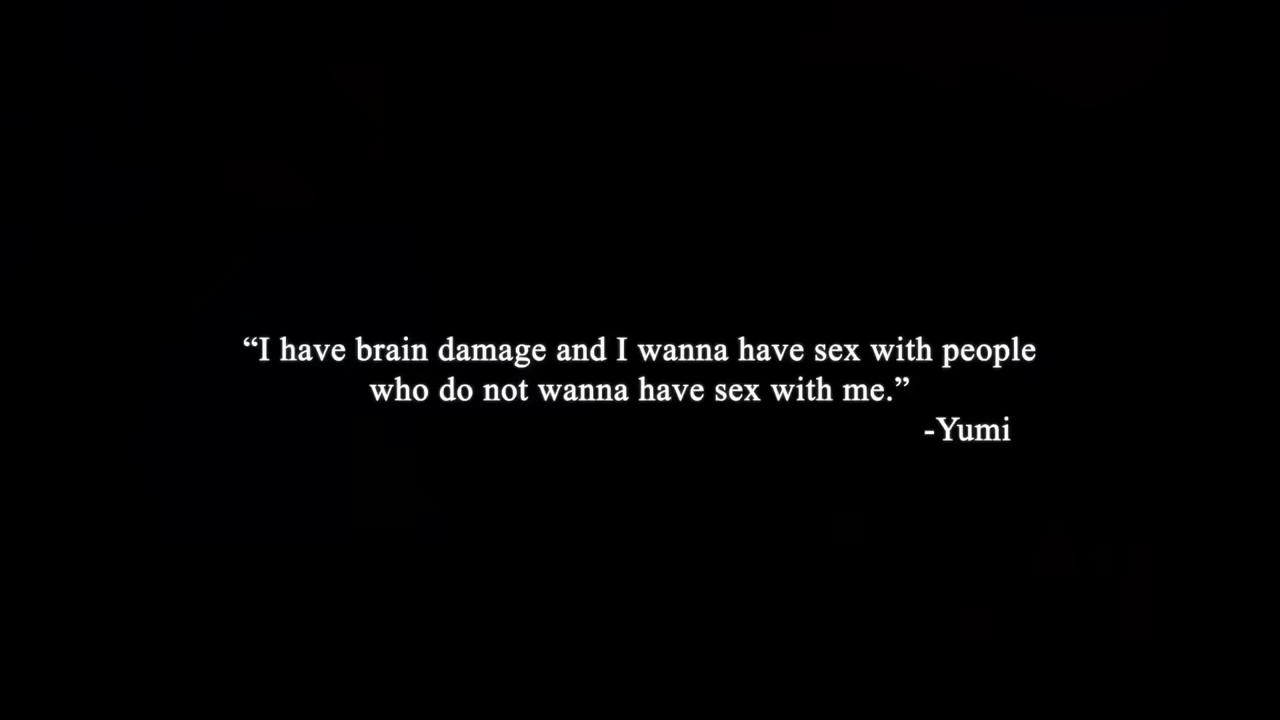 “I have brain damage and I wanna have sex with people
who do not wanna have sex with me.”
-Yumi